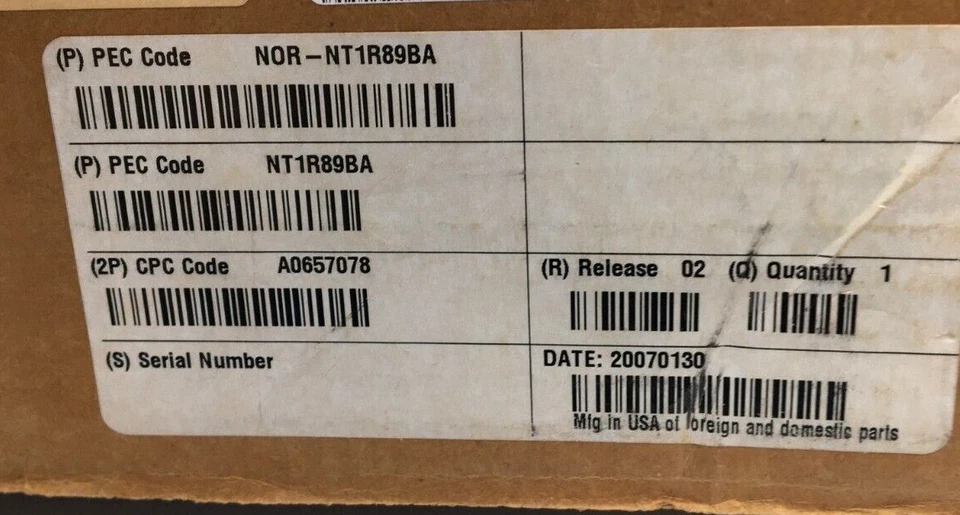 (P) PEC Code NOR-NT1R89BA
(P) PEC Code NT1R89BA
(2P) CPC Code A0657078
(R) Release 02 (Q) Quantity 1
(S) Serial Number
DATE: 20070130
Mfg in USA of foreign and domestic parts